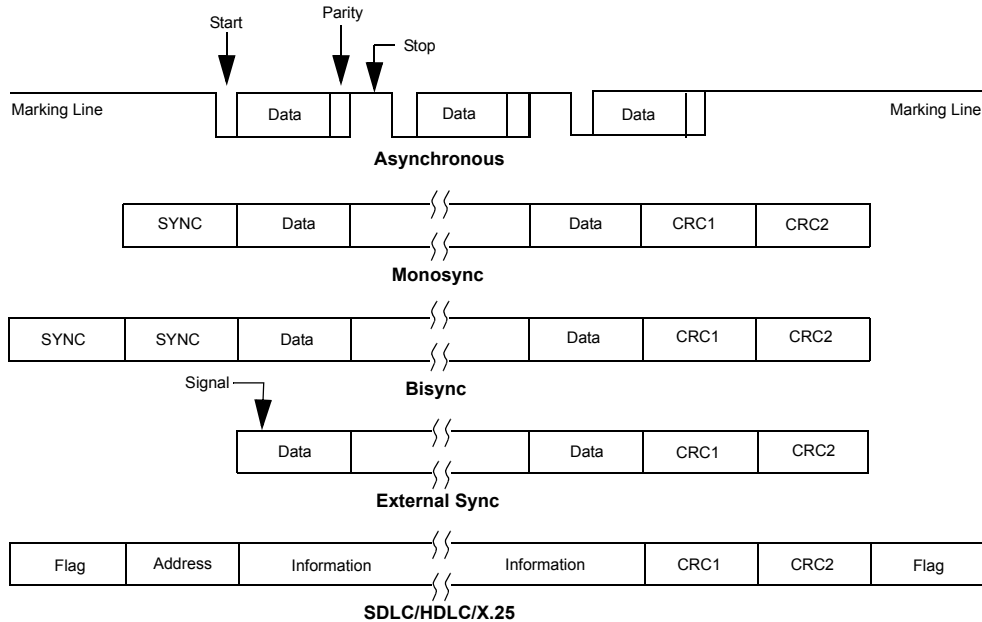 Start
Parity
Stop
Marking Line
Data
Data
Data
Marking Line
Asynchronous
SYNC
Data
Data
CRC1
CRC2
Monosync
SYNC
SYNC
Data
Data
CRC1
CRC2
Signal
Bisync
Data
Data
CRC1
CRC2
External Sync
Flag
Address
Information
Information
CRC1
CRC2
Flag
SDLC/HDLC/X.25